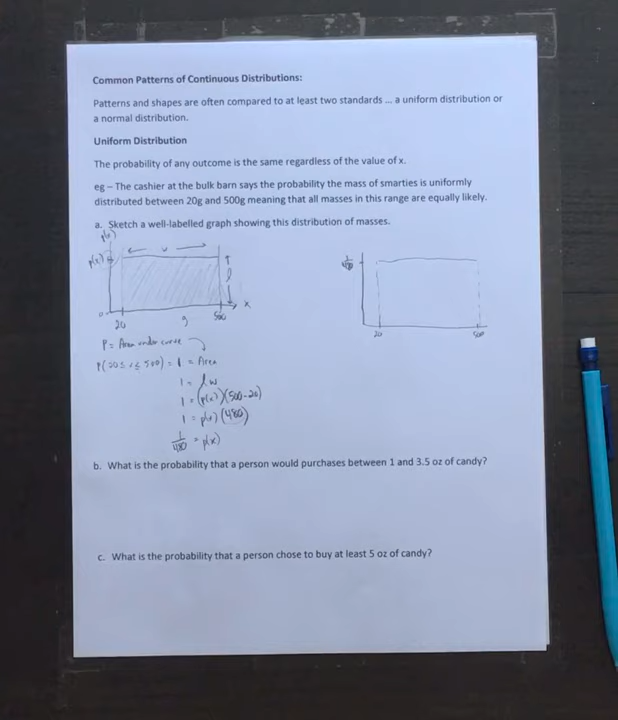 Common Patterns of Continuous Distributions:
Patterns and shapes are often compared to at least two standards ... a uniform distribution or
a normal distribution.
Uniform Distribution
The probability of any outcome is the same regardless of the value of x.
eg – The cashier at the bulk barn says the probability the mass of smarties is uniformly
distributed between 20g and 500g meaning that all masses in this range are equally likely.
a. Sketch a well-labelled graph showing this distribution of masses.
p(x)
p(x)
w
l
0
x
20
g
500
1/480
20
500
P = Area under curve
P(20 ≤ x ≤ 500) = 1 = Area
1 = lw
1 = (p(x))(500-20)
1 = p(x)(480)
1/480 = p(x)
b. What is the probability that a person would purchases between 1 and 3.5 oz of candy?
c. What is the probability that a person chose to buy at least 5 oz of candy?